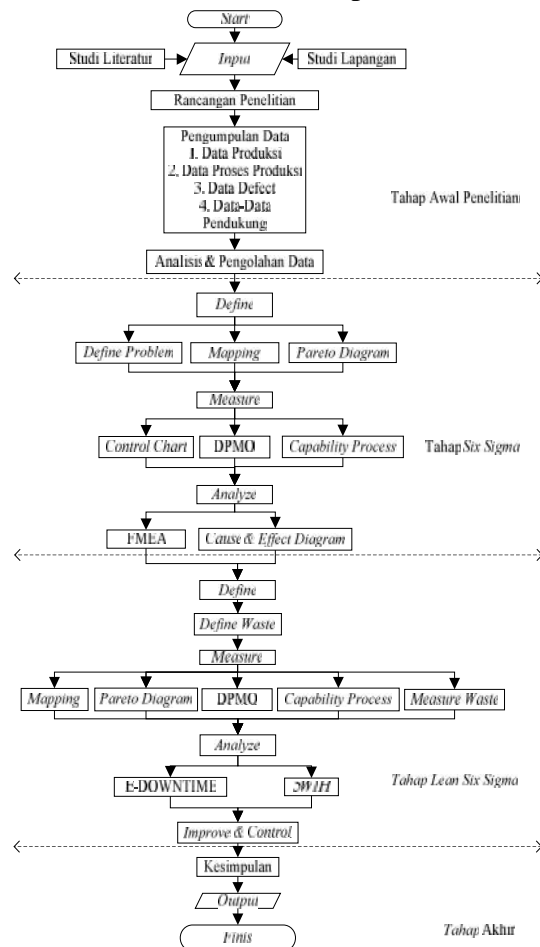 Start
Studi Literatur
Input
Studi Lapangan
Rancangan Penelitian
Pengumpulan Data
1. Data Produksi
2. Data Proses Produksi
3. Data Defect
4. Data-Data
Pendukung
Tahap Awal Penelitian
Analisis & Pengolahan Data
Define
Define Problem
Mapping
Pareto Diagram
Measure
Control Chart
DPMO
Capability Process
Tahap Six Sigma
Analyze
FMEA
Cause & Effect Diagram
Define
Define Waste
Measure
Mapping
Pareto Diagram
DPMO
Capability Process
Measure Waste
Analyze
E-DOWNTIME
5W1H
Tahap Lean Six Sigma
Improve & Control
Kesimpulan
Output
Finis
Tahap Akhir